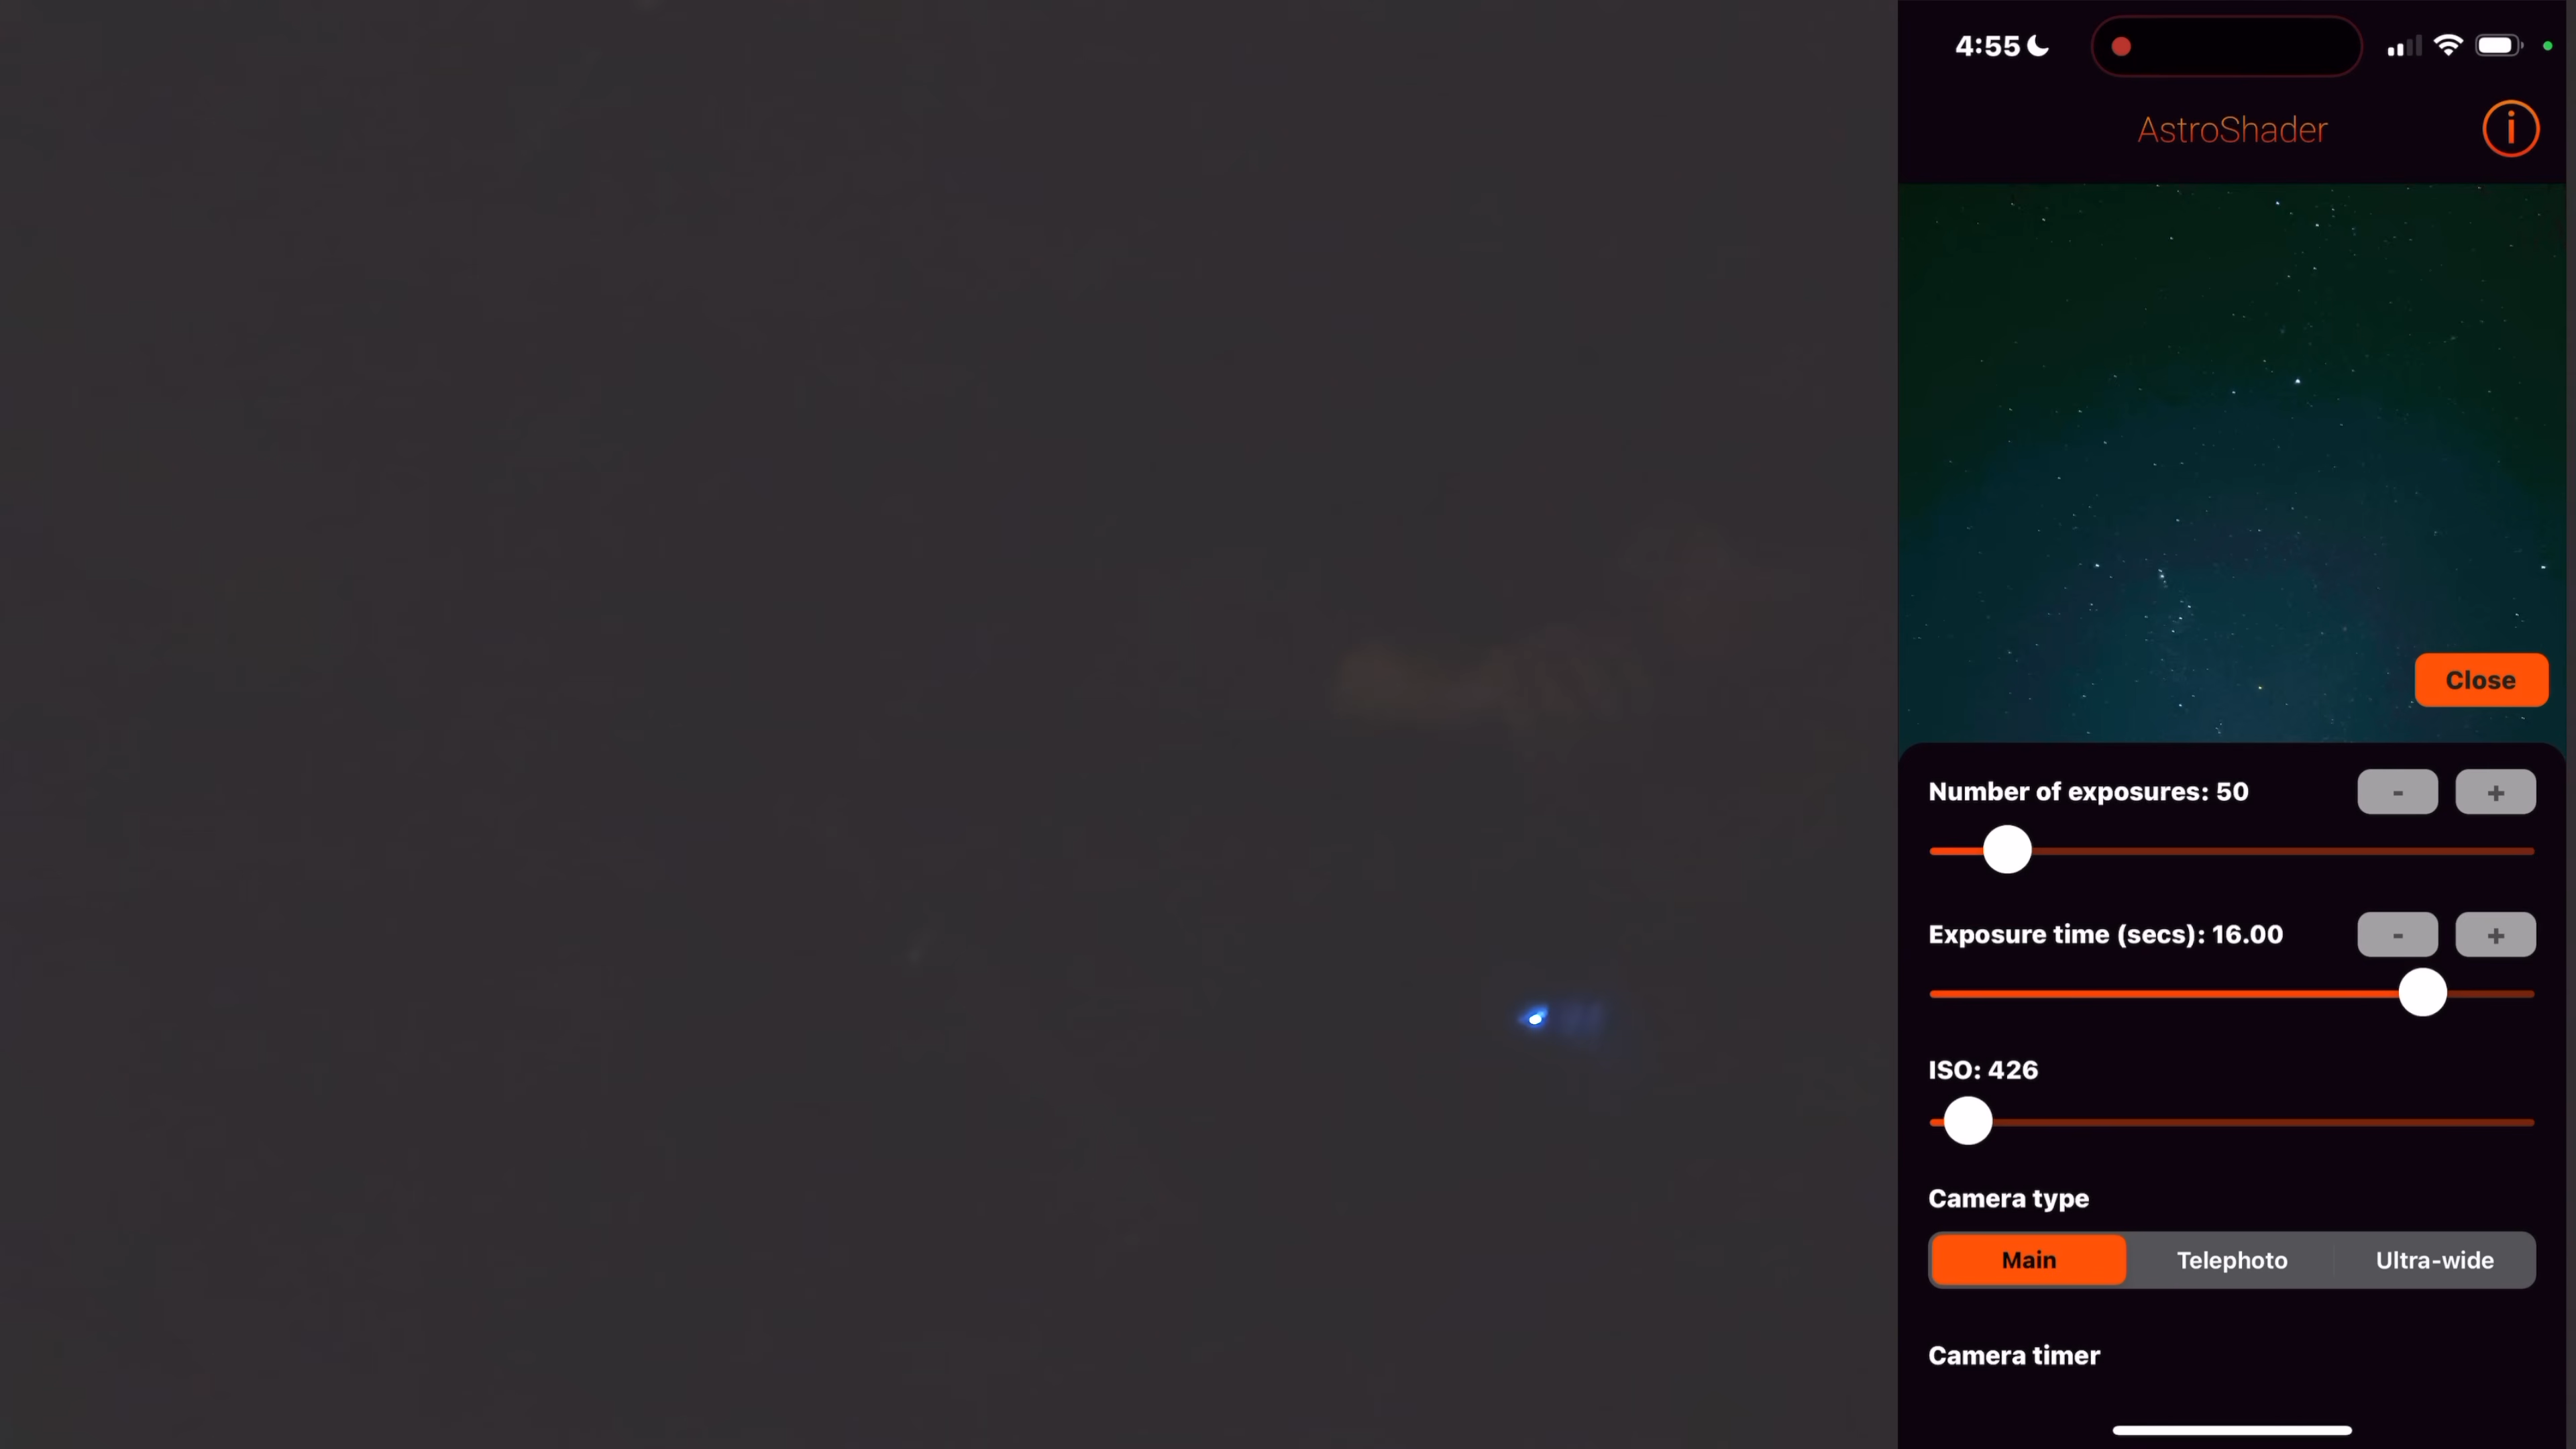 4:55
AstroShader
i
Close
Number of exposures: 50
- +
Exposure time (secs): 16.00
- +
ISO: 426
Camera type
Main Telephoto Ultra-wide
Camera timer